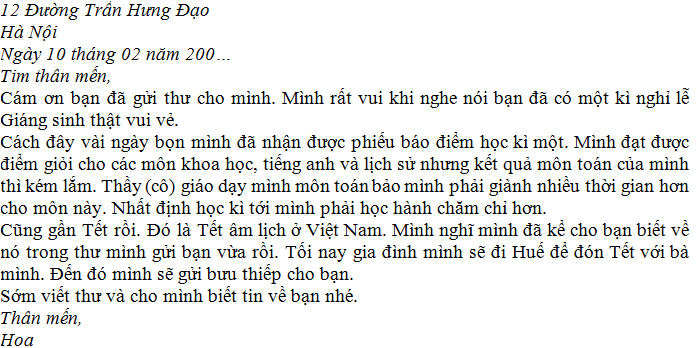 12 Đường Trần Hưng Đạo
Hà Nội
Ngày 10 tháng 02 năm 200…
Tim thân mến,
Cám ơn bạn đã gửi thư cho mình. Mình rất vui khi nghe nói bạn đã có một kì nghỉ lễ
Giáng sinh thật vui vẻ.
Cách đây vài ngày bọn mình đã nhận được phiếu báo điểm học kì một. Mình đạt được
điểm giỏi cho các môn khoa học, tiếng anh và lịch sử nhưng kết quả môn toán của mình
thì kém lắm. Thầy (cô) giáo dạy mình môn toán bảo mình phải giành nhiều thời gian hơn
cho môn này. Nhất định học kì tới mình phải học hành chăm chỉ hơn.
Cũng gần Tết rồi. Đó là Tết âm lịch ở Việt Nam. Mình nghĩ mình đã kể cho bạn biết về
nó trong thư mình gửi bạn vừa rồi. Tối nay gia đình mình sẽ đi Huế để đón Tết với bà
mình. Đến đó mình sẽ gửi bưu thiếp cho bạn.
Sớm viết thư và cho mình biết tin về bạn nhé.
Thân mến,
Hoa